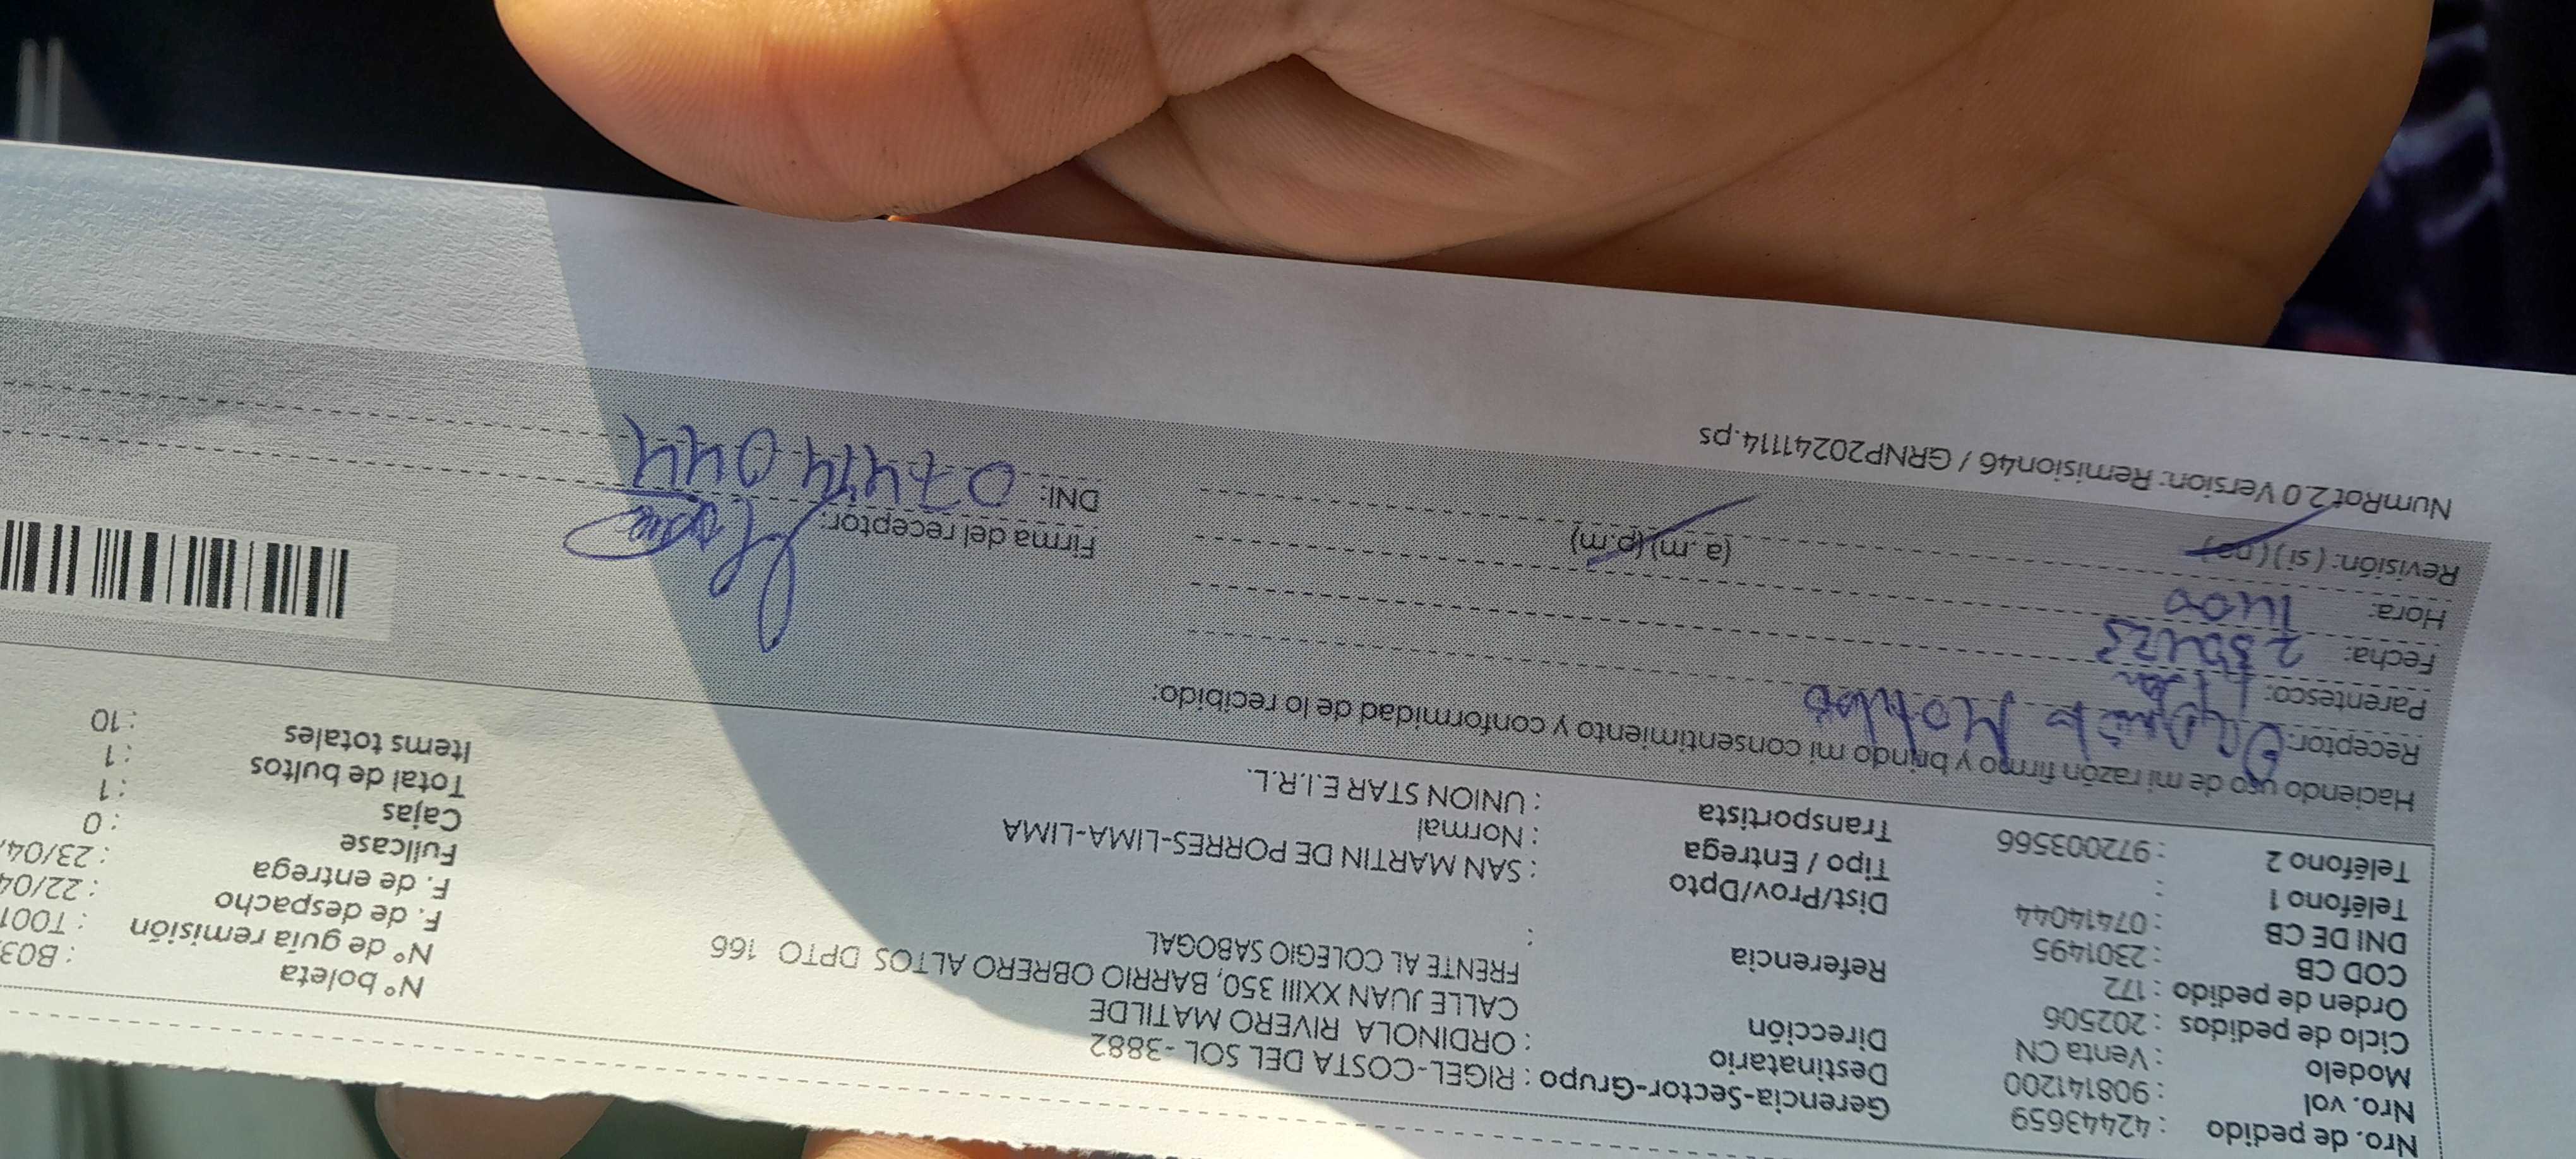 Nro. de pedido : 42443659
Nro. vol : 908141200
Modelo : Venta CN
Ciclo de pedidos : 202506
Orden de pedido : 172
COD CB : 2301495
DNI DE CB : 07414044
Teléfono 1 :
Teléfono 2 : 972003566
Gerencia-Sector-Grupo : RIGEL-COSTA DEL SOL -3882
Destinatario : ORDINOLA RIVERO MATILDE
Dirección CALLE JUAN XXIII 350, BARRIO OBRERO ALTOS DPTO 166
FRENTE AL COLEGIO SABOGAL
Referencia :
Dist/Prov/Dpto : SAN MARTIN DE PORRES-LIMA-LIMA
Tipo / Entrega : Normal
Transportista : UNION STAR E.I.R.L.
N° boleta : B03
N° de guía remisión : T001
F. de despacho : 22/04
F. de entrega : 23/04/
Fullcase : 0
Cajas : 1
Total de bultos : 1
Items totales : 10
Haciendo uso de mi razón firmo y brindo mi consentimiento y conformidad de lo recibido:
Receptor:
Parentesco:
Fecha:
Hora: 1400 (a.m) (p.m)
Revisión: ( si ) ( no )
Firma del receptor:
DNI: 07414044
NumRot 2.0 Version: Remision46 / GRNP20241114.ps